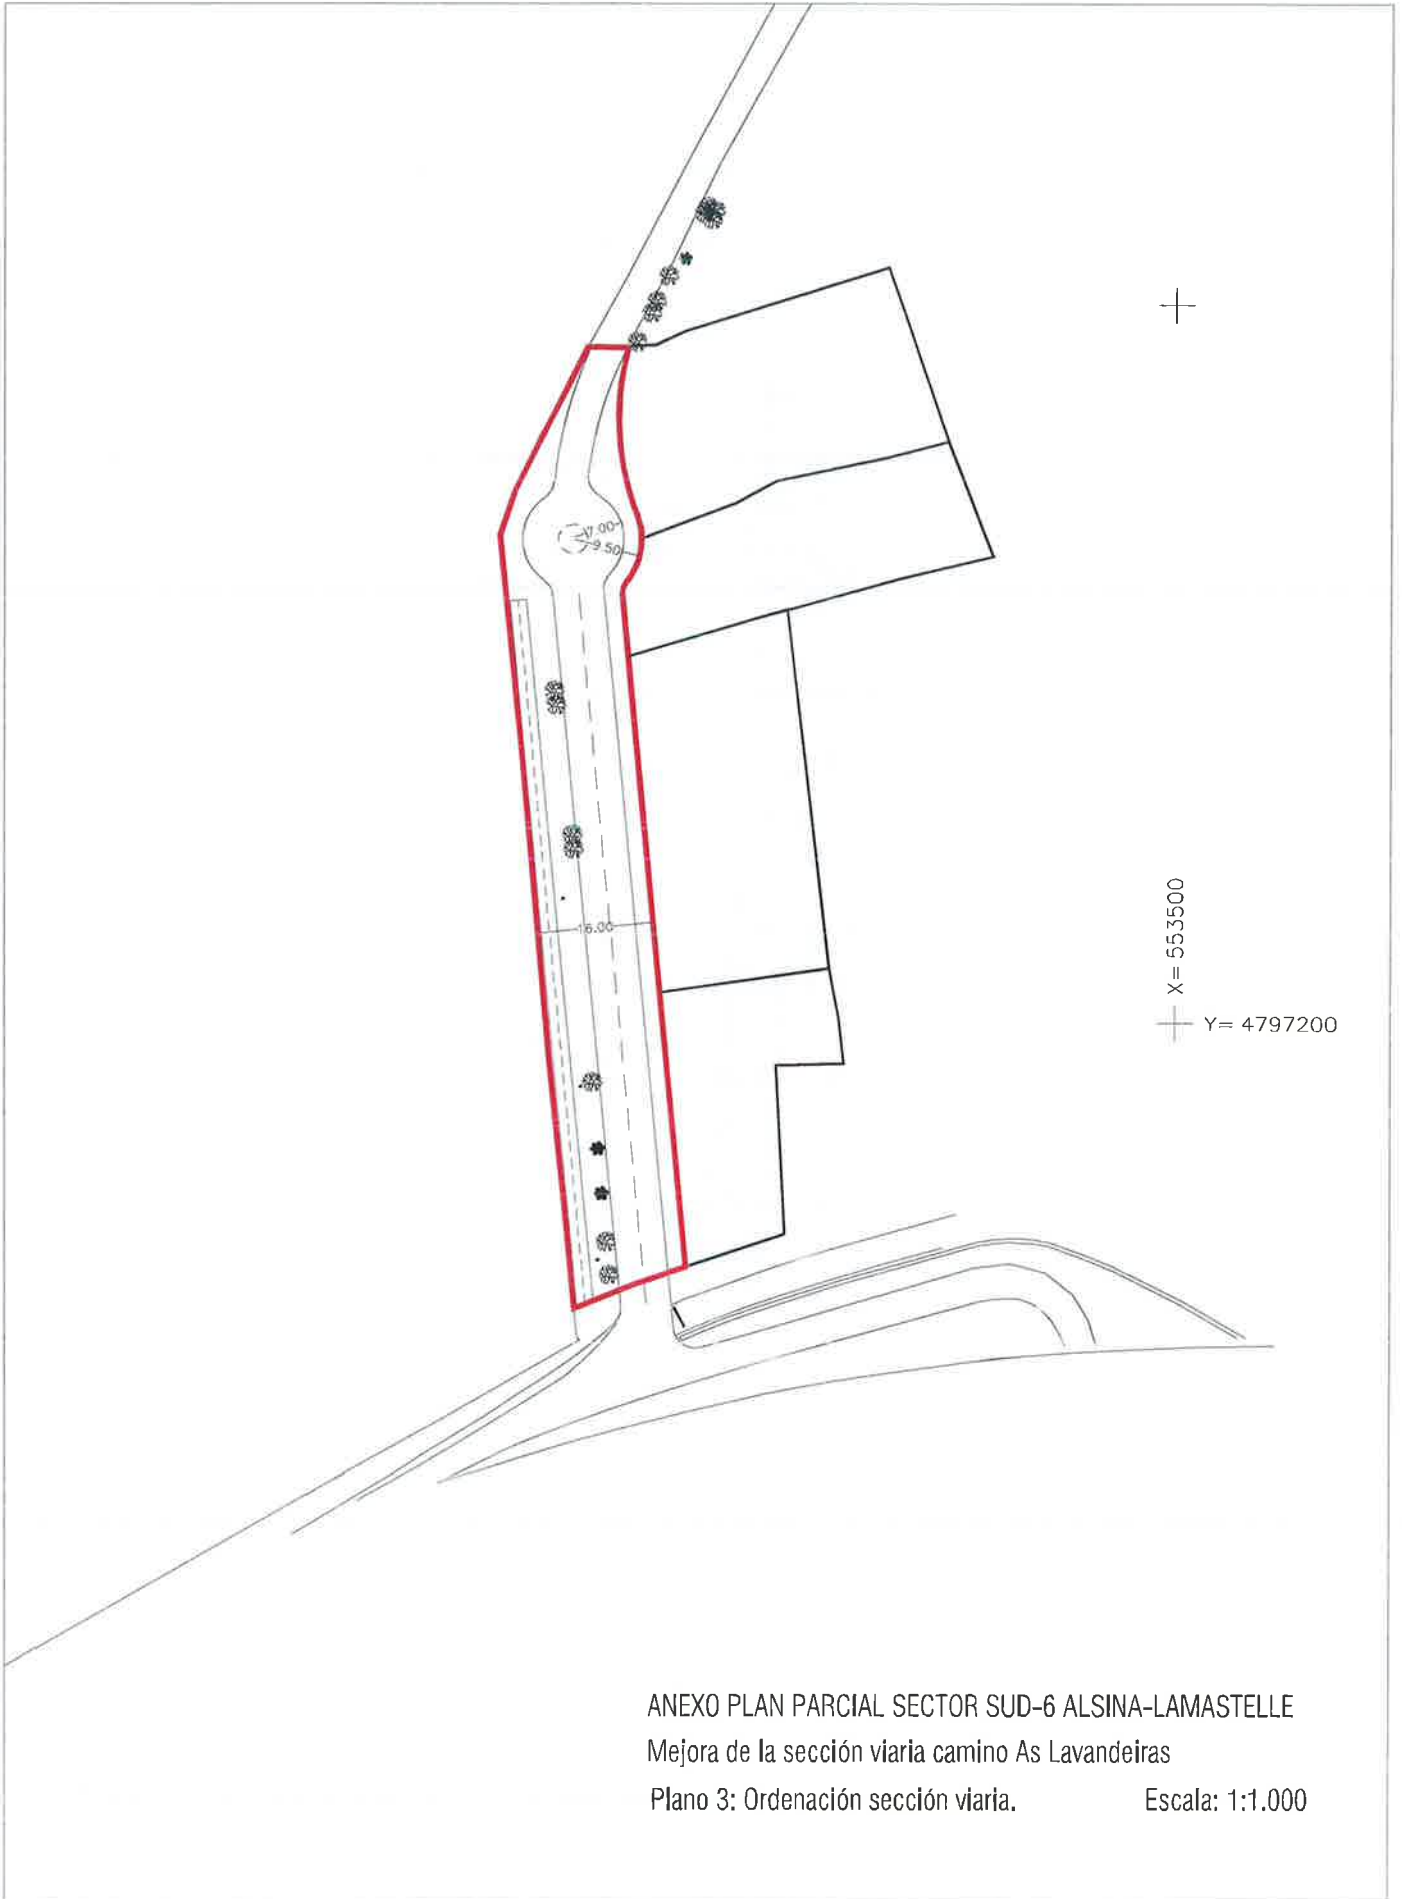 7.00
9.50
16.00
X= 553500
Y= 4797200
ANEXO PLAN PARCIAL SECTOR SUD-6 ALSINA-LAMASTELLE
Mejora de la sección viaria camino As Lavandeiras
Plano 3: Ordenación sección viaria. Escala: 1:1.000